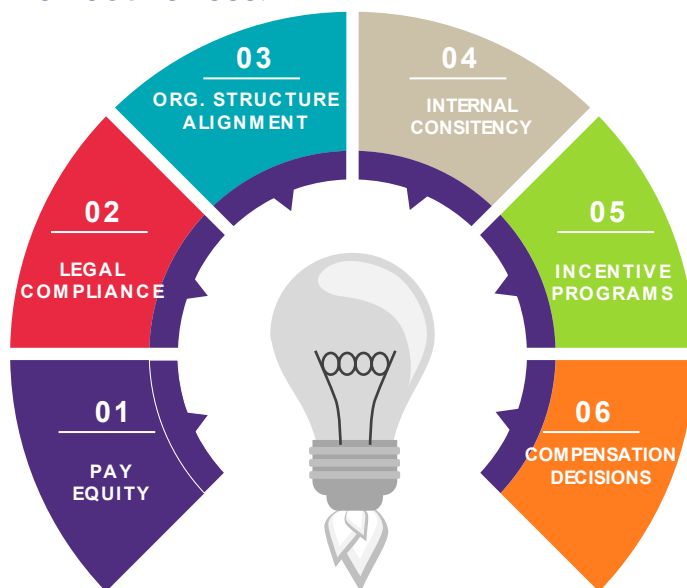 01
PAY
EQUITY
02
LEGAL
COMPLIANCE
03
ORG. STRUCTURE
ALIGNMENT
04
INTERNAL
CONSITENCY
05
INCENTIVE
PROGRAMS
06
COMPENSATION
DECISIONS